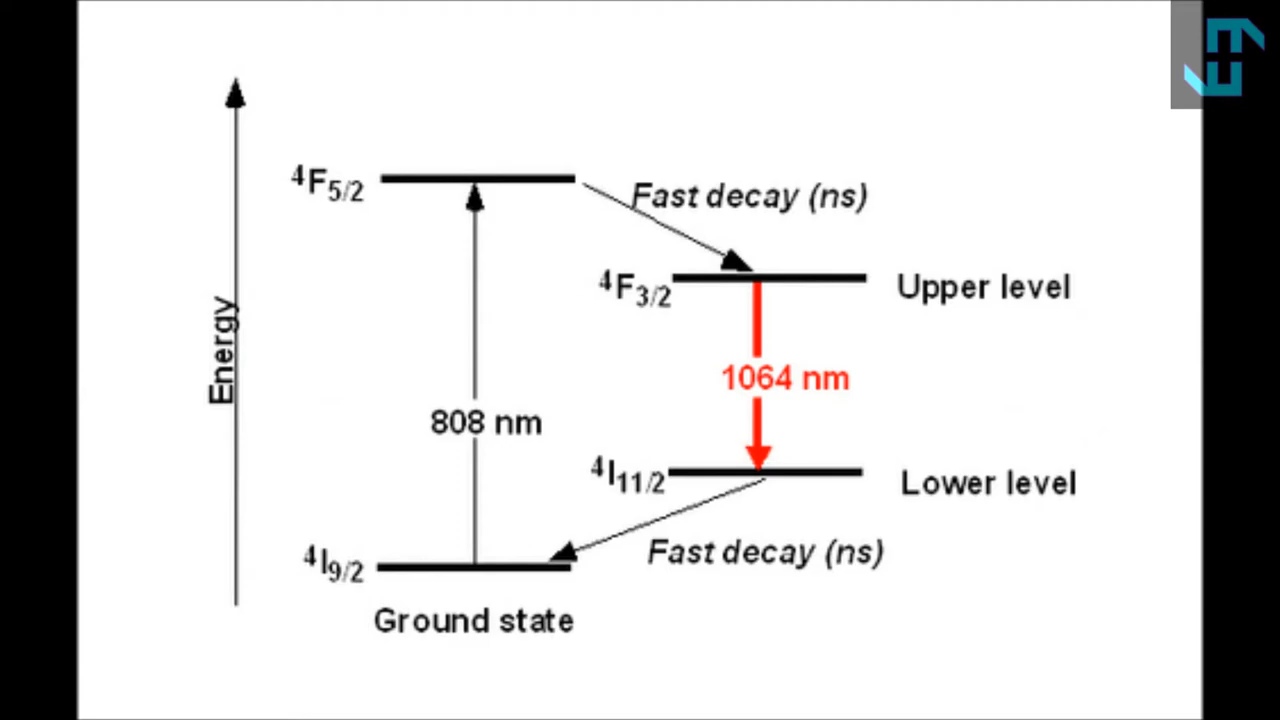 ⁴F₅/₂
Fast decay (ns)
⁴F₃/₂
Upper level
Energy
1064 nm
808 nm
⁴I₁₁/₂
Lower level
Fast decay (ns)
⁴I₉/₂
Ground state